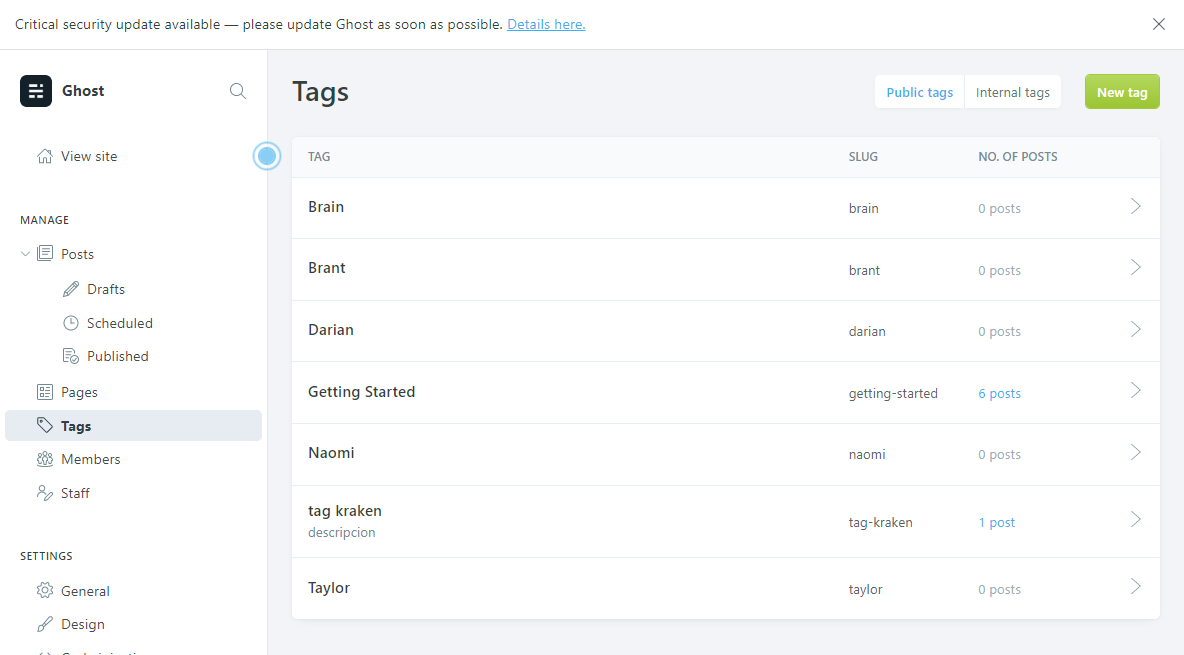 Critical security update available — please update Ghost as soon as possible. Details here.
Ghost
View site
MANAGE
Posts
Drafts
Scheduled
Published
Pages
Tags
Members
Staff
SETTINGS
General
Design
Tags
Public tags Internal tags New tag
TAG SLUG NO. OF POSTS
Brain brain 0 posts
Brant brant 0 posts
Darian darian 0 posts
Getting Started getting-started 6 posts
Naomi naomi 0 posts
tag kraken tag-kraken 1 post
descripcion
Taylor taylor 0 posts